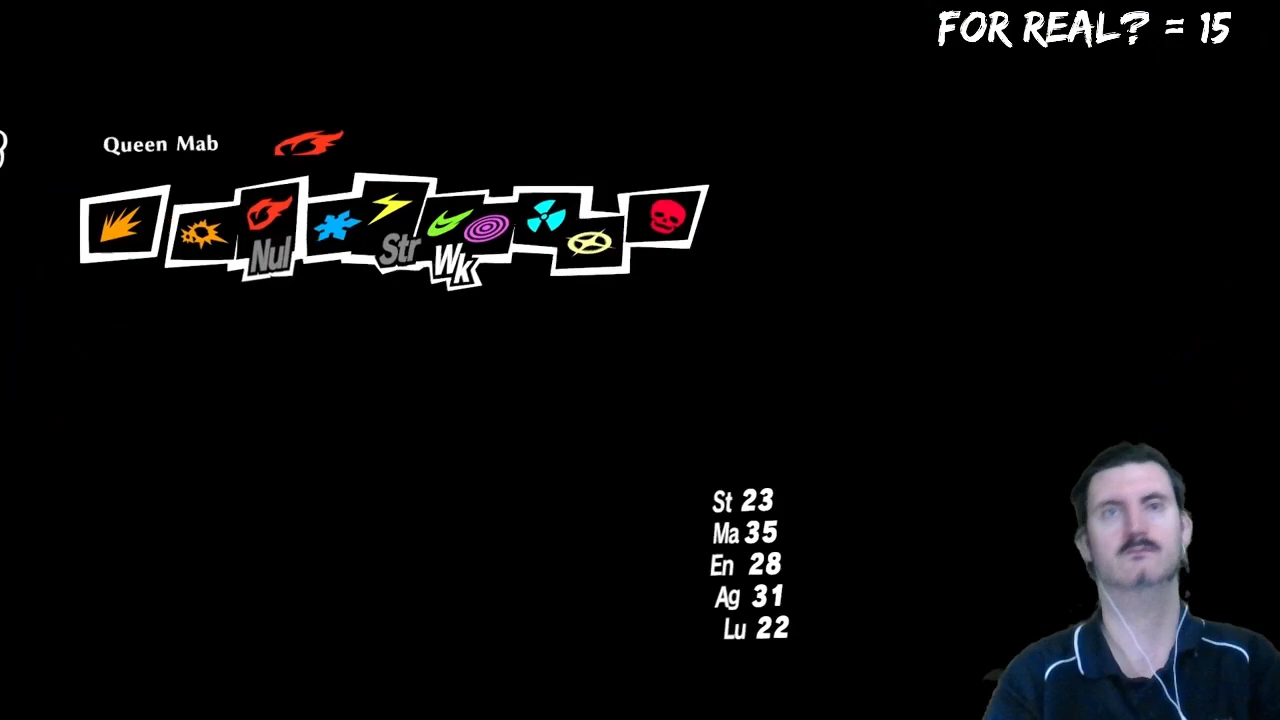 FOR REAL? = 15
Queen Mab
Nul
Str
Wk
St 23
Ma 35
En 28
Ag 31
Lu 22